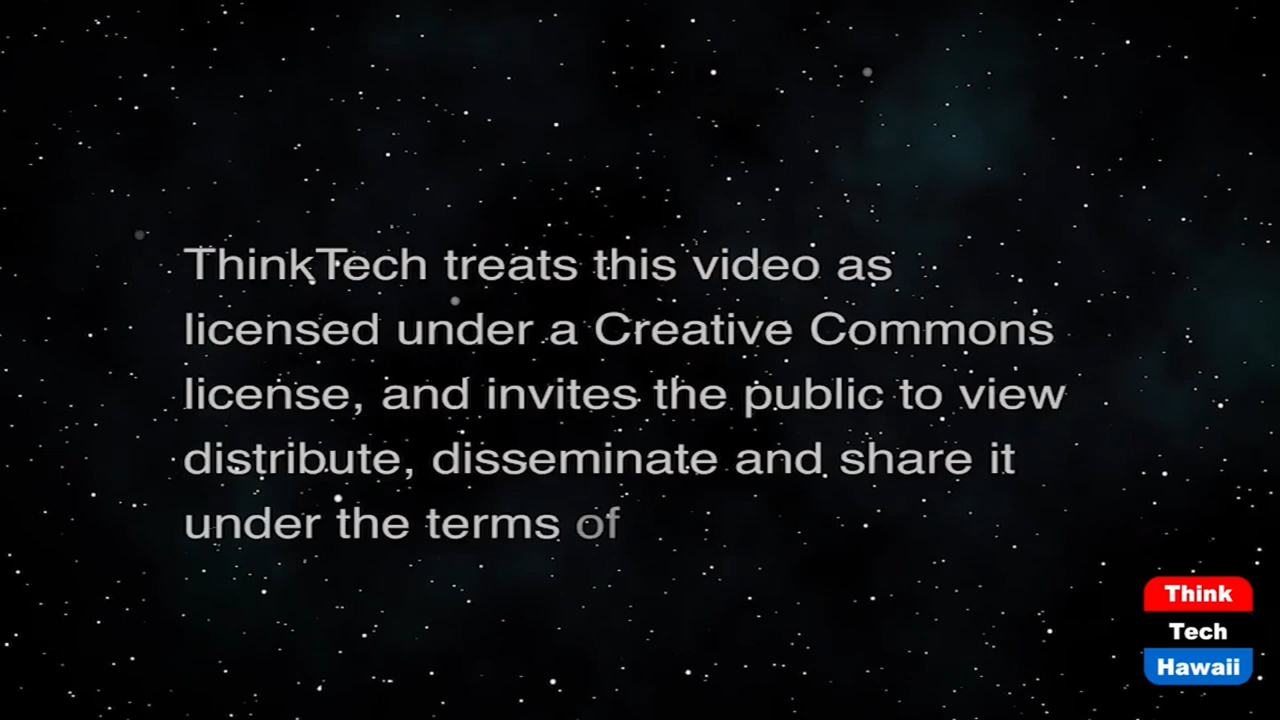 ThinkTech treats this video as
licensed under a Creative Commons
license, and invites the public to view
distribute, disseminate and share it
under the terms of
Think
Tech
Hawaii